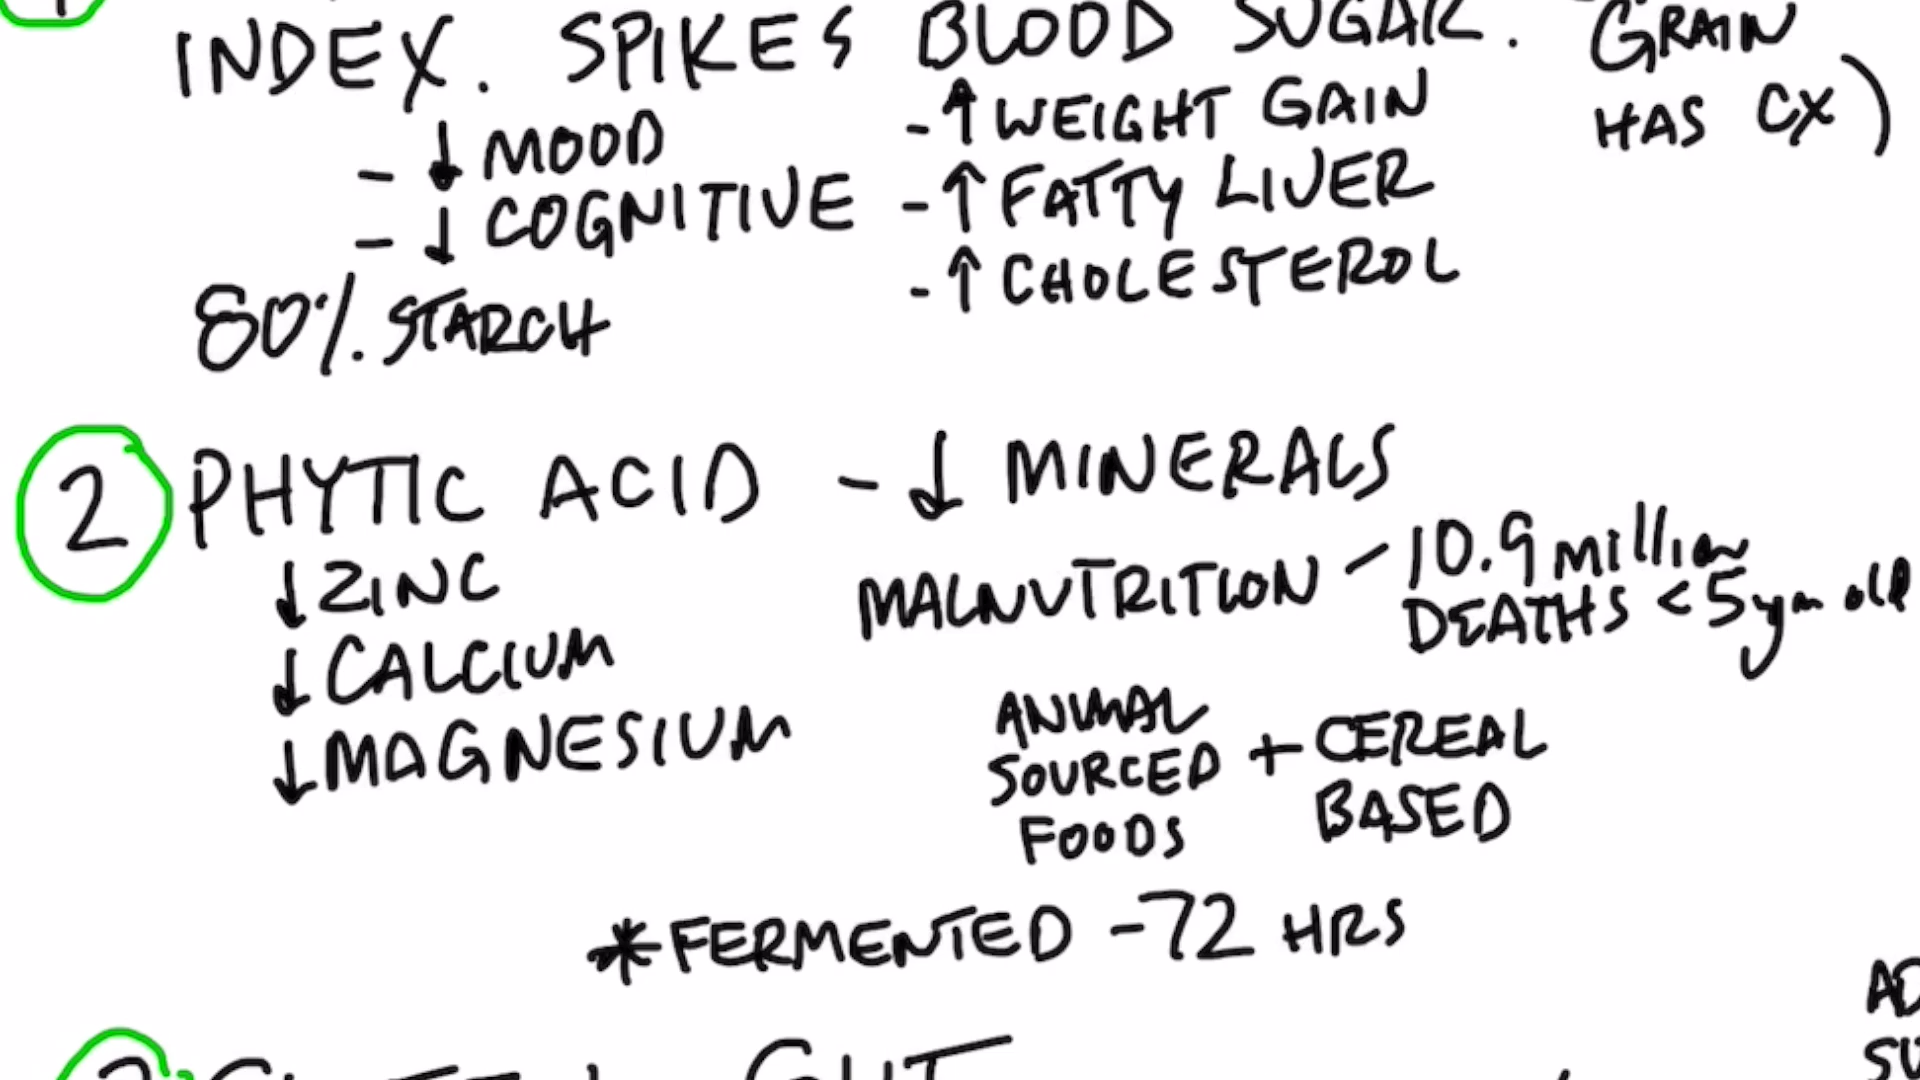 INDEX. SPIKES BLOOD SUGAR.
GRAIN
HAS CX)
- ↓ MOOD
- ↓ COGNITIVE
80% STARCH
- ↑ WEIGHT GAIN
- ↑ FATTY LIVER
- ↑ CHOLESTEROL
2 PHYTIC ACID - ↓ MINERALS
↓ ZINC
↓ CALCIUM
↓ MAGNESIUM
MALNUTRITION - 10.9 million
DEATHS < 5 old
ANIMAL
SOURCED + CEREAL
FOODS BASED
*FERMENTED - 72 HRS